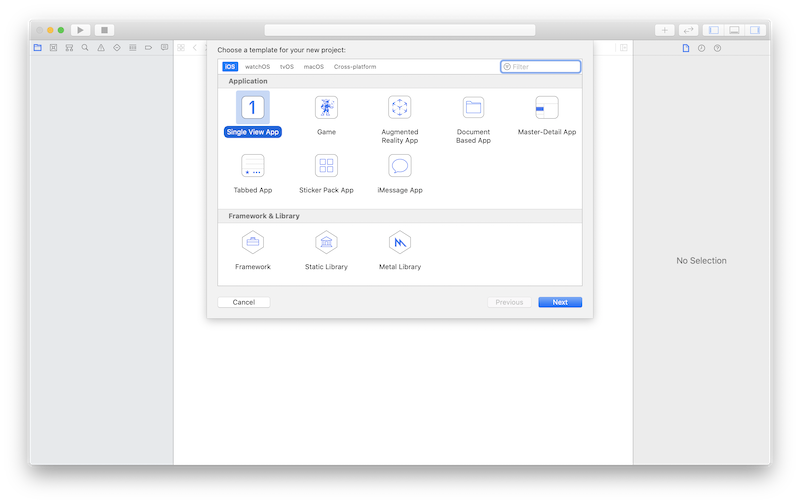 Choose a template for your new project:
iOS watchOS tvOS macOS Cross-platform Filter
Application
1
Single View App Game Augmented Reality App Document Based App Master-Detail App
Tabbed App Sticker Pack App iMessage App
Framework & Library
Framework Static Library Metal Library
No Selection
Cancel Previous Next